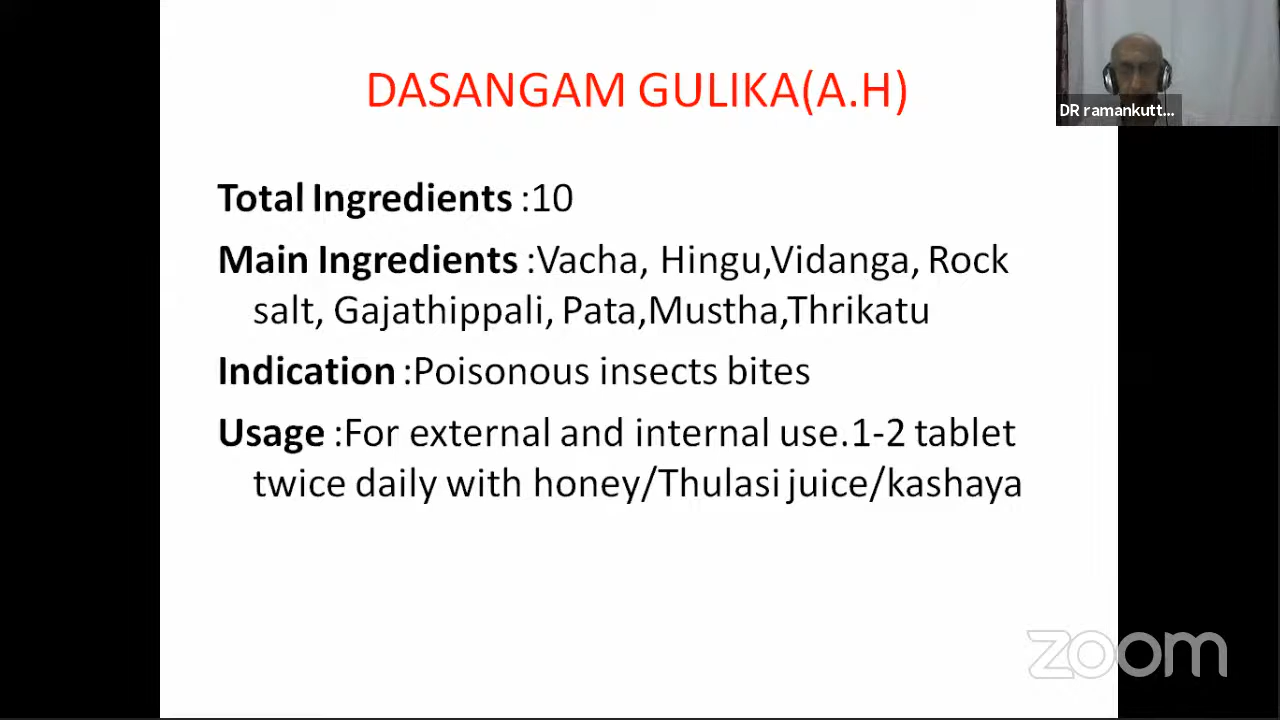 DASANGAM GULIKA(A.H)
DR ramankutt...
Total Ingredients :10
Main Ingredients :Vacha, Hingu,Vidanga, Rock
salt, Gajathippali, Pata,Mustha,Thrikatu
Indication :Poisonous insects bites
Usage :For external and internal use.1-2 tablet
twice daily with honey/Thulasi juice/kashaya
zoom